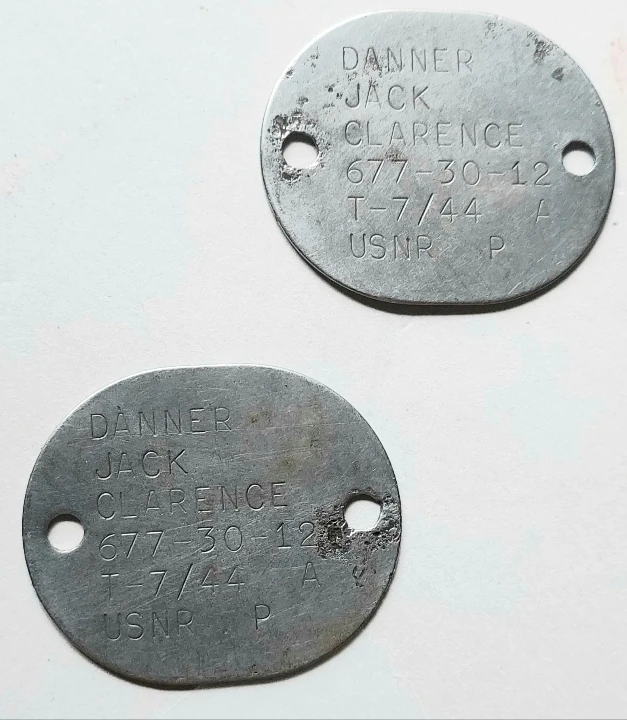 DANNER
JACK
CLARENCE
677-30-12
T-7/44 A
USNR P
DANNER
JACK
CLARENCE
677-30-12
T-7/44 A
USNR P